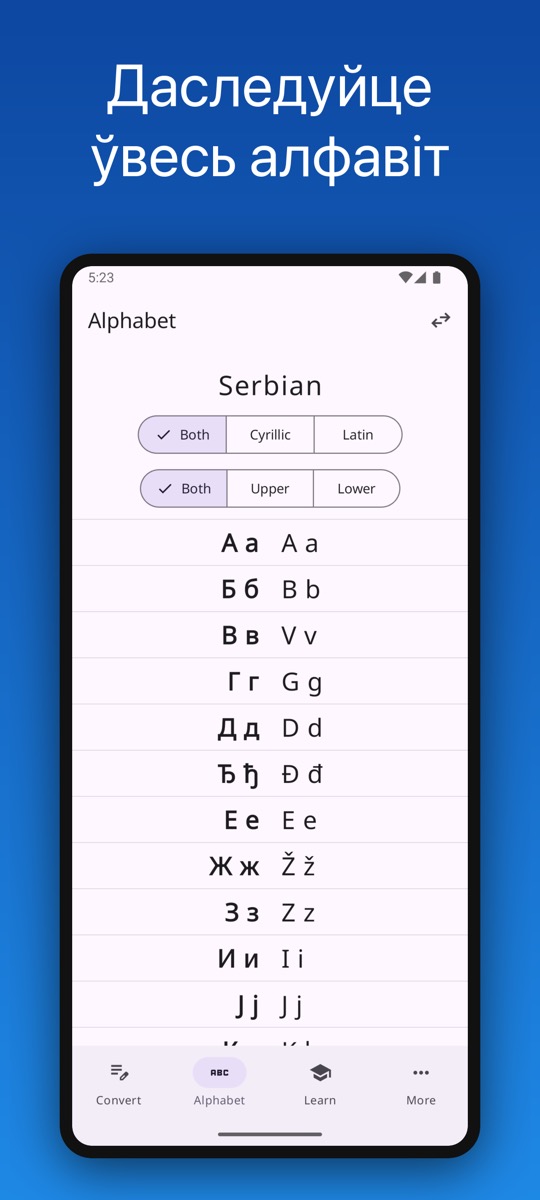 Даследуйце
ўвесь алфавіт
5:23
Alphabet
Serbian
Both Cyrillic Latin
Both Upper Lower
А а A a
Б б B b
В в V v
Г г G g
Д д D d
Ђ ђ Đ đ
Е е E e
Ж ж Ž ž
З з Z z
И и I i
Ј ј J j
ABC
Convert Alphabet Learn More